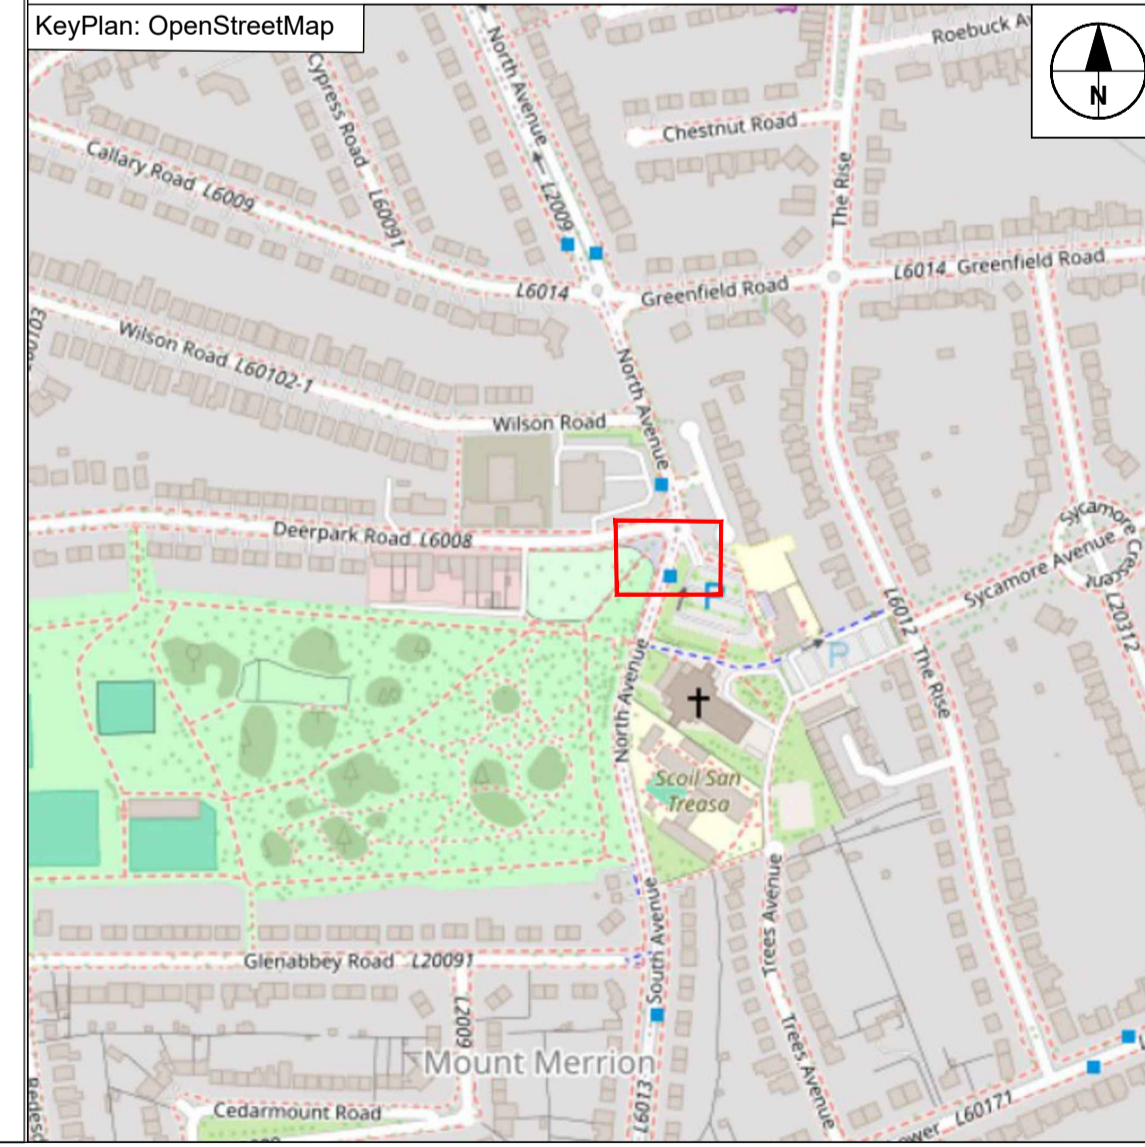 KeyPlan: OpenStreetMap
N
Roebuck A
North Avenue
Cypress Road
L60091
Chestnut Road
Callary Road L6009
L2009
The Rise
L6014
Greenfield Road
L6014 Greenfield Road
Wilson Road L60102-1
North Avenue
Wilson Road
Deerpark Road L6008
Sycamore Crescent
Sycamore Avenue
L6012
L20312
P
P
The Rise
North Avenue
Scoil San
Treasa
Trees Avenue
South Avenue
Glenabbey Road L20091
L2009
Trees Avenue
Mount Merrion
Cedarmount Road
L6013
L60171
ower